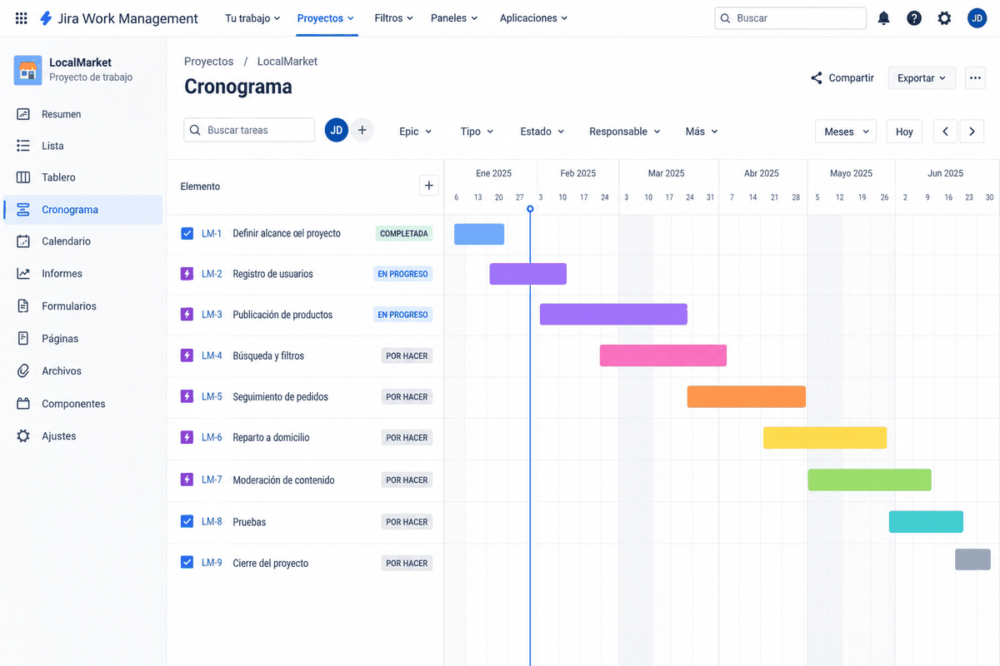 Jira Work Management
Tu trabajo
Proyectos
Filtros
Paneles
Aplicaciones
Buscar
JD
LocalMarket
Proyecto de trabajo
Resumen
Lista
Tablero
Cronograma
Calendario
Informes
Formularios
Páginas
Archivos
Componentes
Ajustes
Proyectos / LocalMarket
Cronograma
Compartir
Exportar
Buscar tareas
JD
Epic
Tipo
Estado
Responsable
Más
Meses
Hoy
Elemento
Ene 2025 Feb 2025 Mar 2025 Abr 2025 Mayo 2025 Jun 2025
6 13 20 27 3 10 17 24 3 10 17 24 31 7 14 21 28 5 12 19 26 2 9 16 23 30
LM-1 Definir alcance oel proyecto COMPLETADA
LM-2 Registro de usuarios EN PROGRESO
LM-3 Publicación de productos EN PROGRESO
LM-4 Búsqueda y filtros POR HACER
LM-5 Seguimiento de pedidos POR HACER
LM-6 Reparto a domicilio POR HACER
LM-7 Moderación de contenido POR HACER
LM-8 Pruebas POR HACER
LM-9 Cierre del proyecto POR HACER